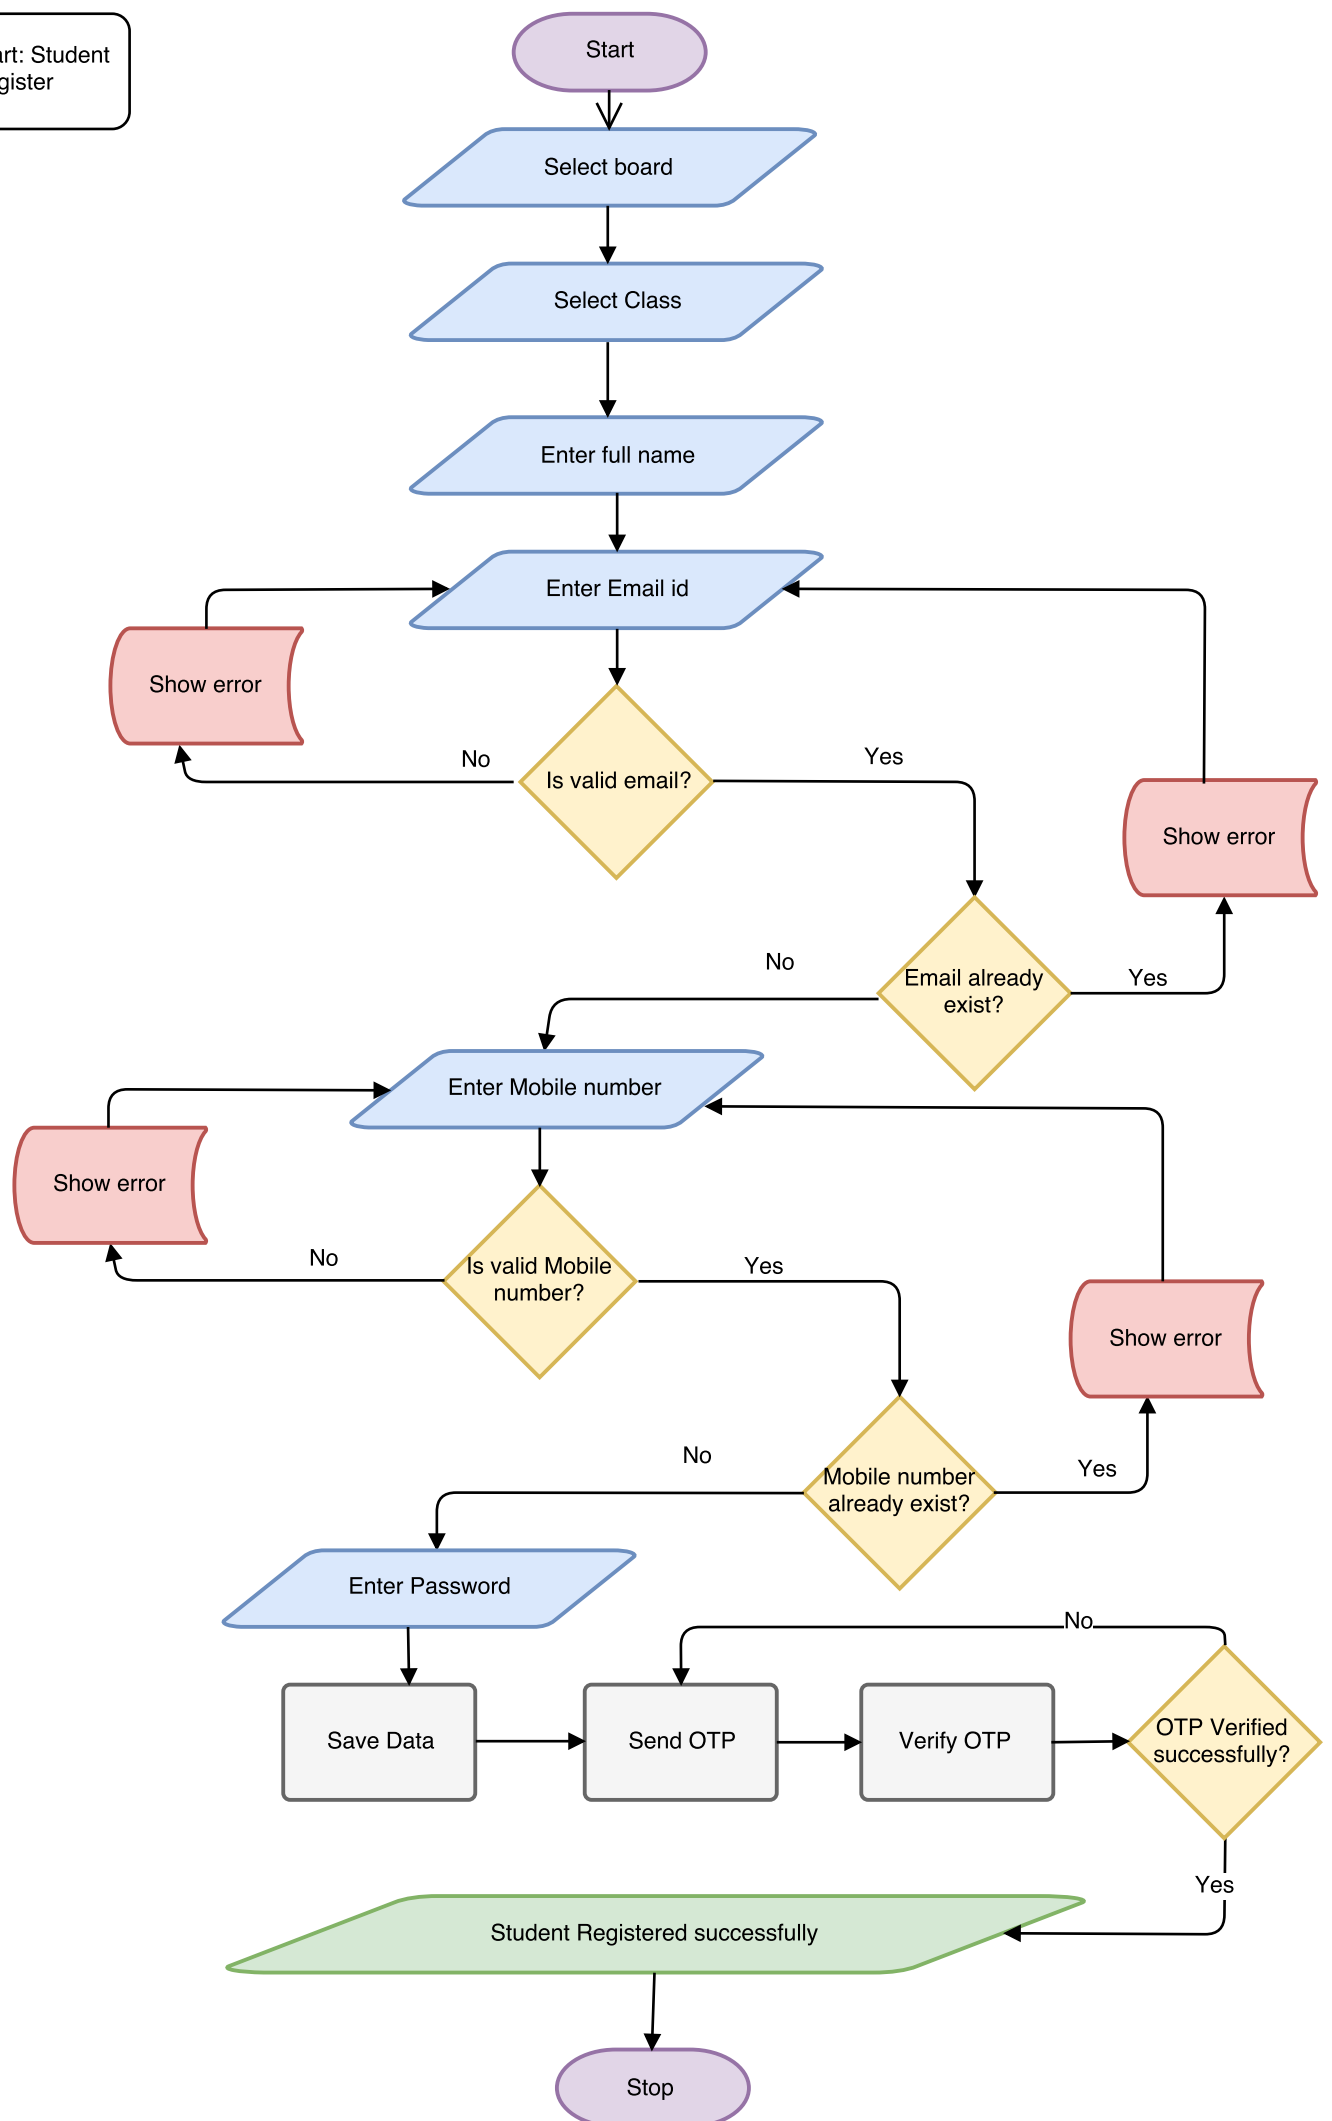 Start
art: Student
gister
Select board
Select Class
Enter full name
Enter Email id
Show error
No
Is valid email?
Yes
Show error
No
Email already
exist?
Yes
Enter Mobile number
Show error
No
Is valid Mobile
number?
Yes
Show error
No
Mobile number
already exist?
Yes
Enter Password
No
Save Data
Send OTP
Verify OTP
OTP Verified
successfully?
Yes
Student Registered successfully
Stop